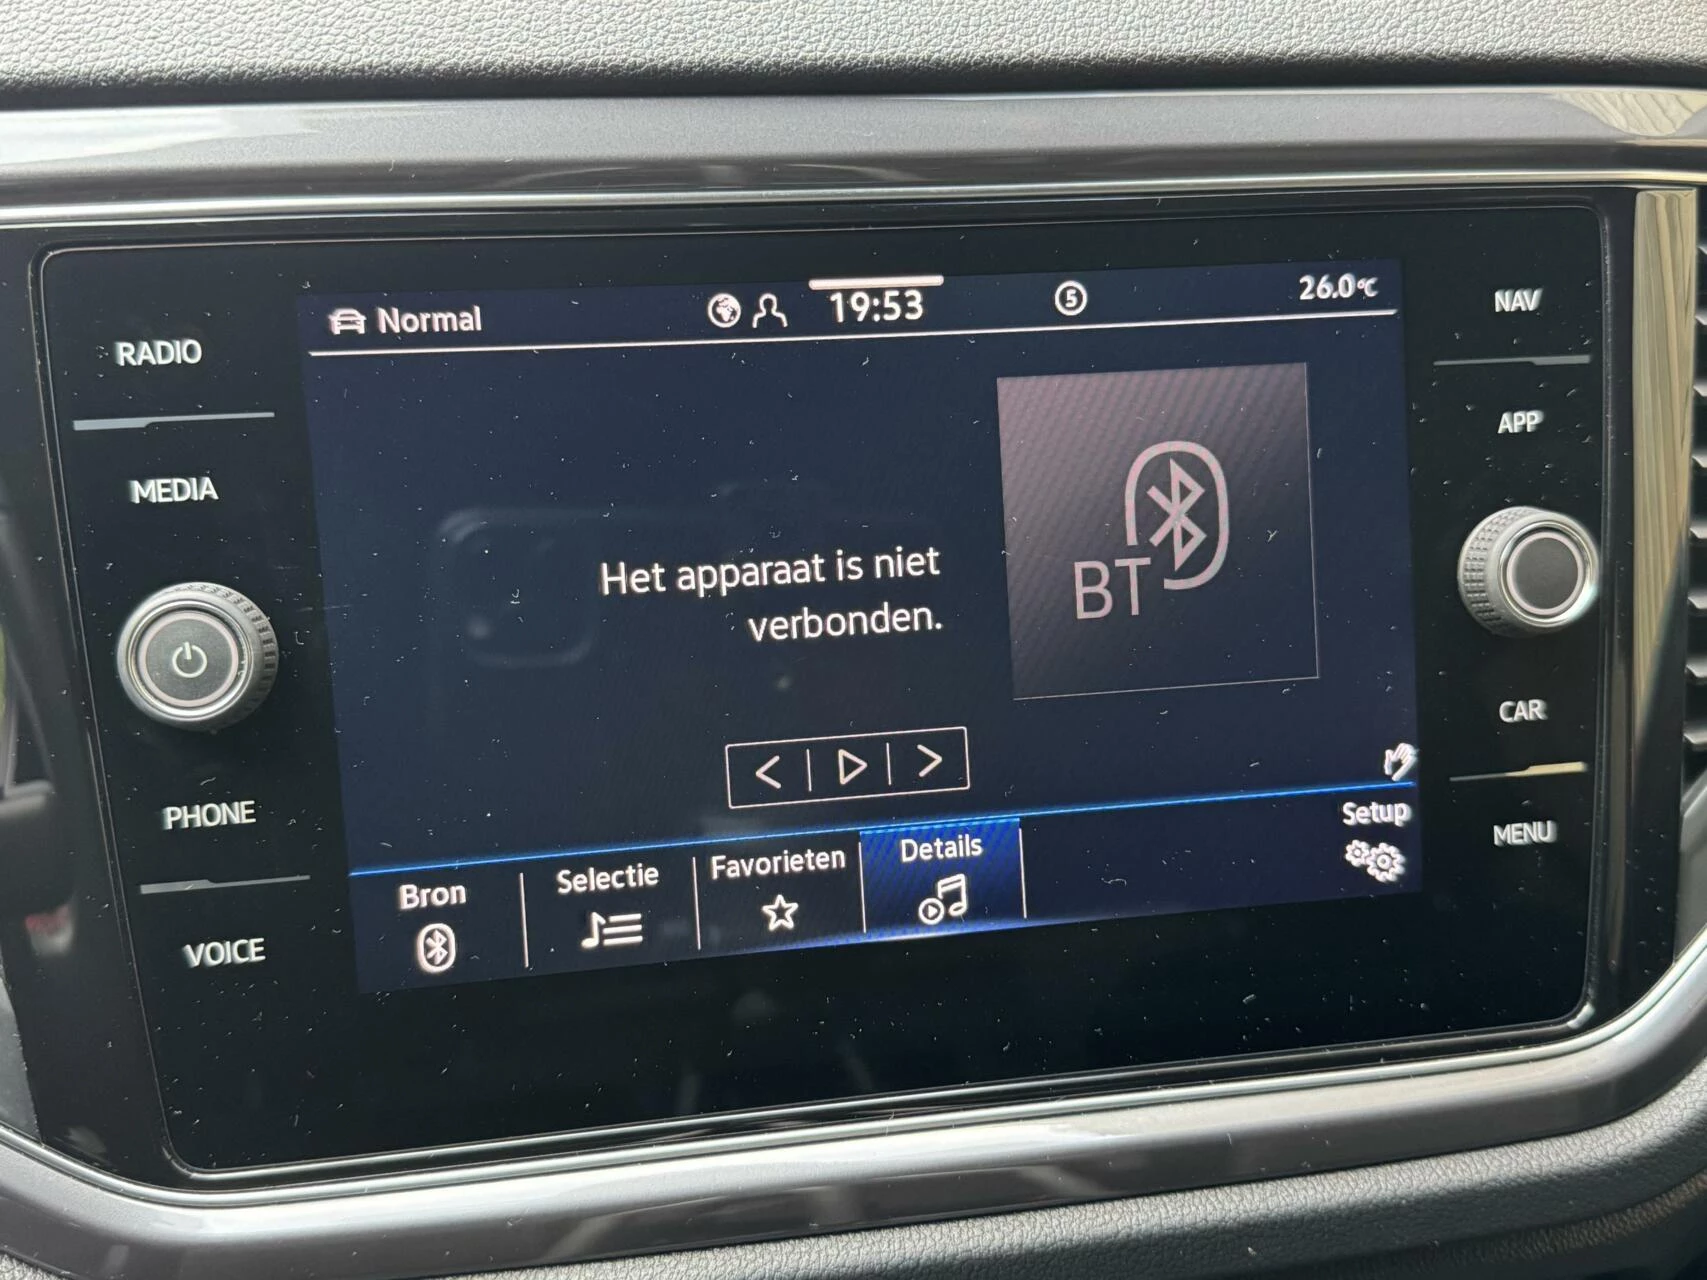 RADIO
MEDIA
PHONE
VOICE
Normal
19:53
5
26.0°C
Het apparaat is niet
verbonden.
BT
Setup
Bron
Selectie
Favorieten
Details
NAV
APP
CAR
MENU